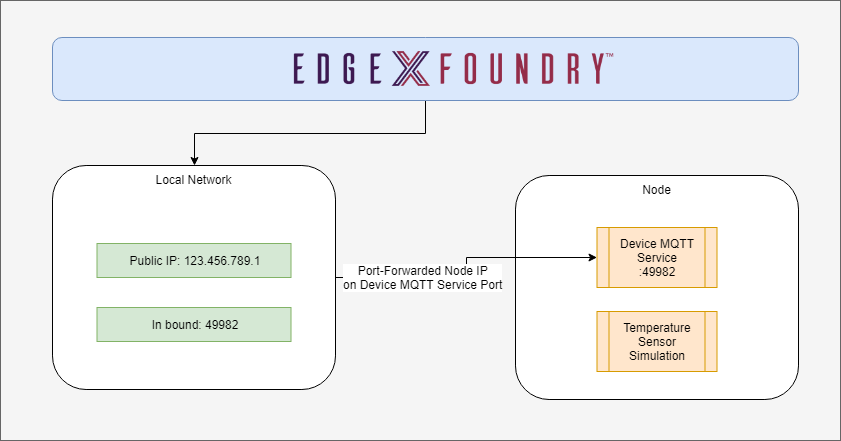 EDGE X FOUNDRY™
Local Network
Public IP: 123.456.789.1
In bound: 49982
Port-Forwarded Node IP
on Device MQTT Service Port
Node
Device MQTT
Service
:49982
Temperature
Sensor
Simulation